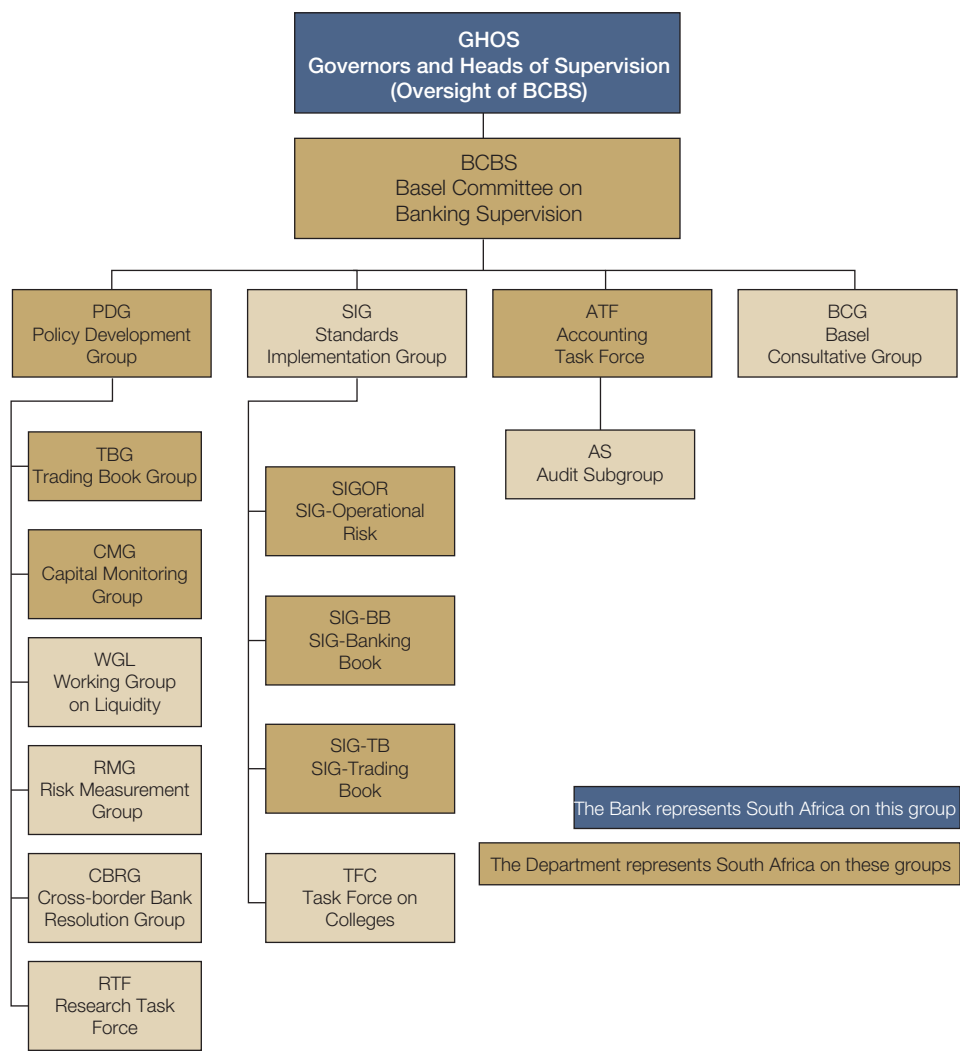 GHOS
Governors and Heads of Supervision
(Oversight of BCBS)
BCBS
Basel Committee on
Banking Supervision
PDG
Policy Development
Group
SIG
Standards
Implementation Group
ATF
Accounting
Task Force
BCG
Basel
Consultative Group
TBG
Trading Book Group
CMG
Capital Monitoring
Group
WGL
Working Group
on Liquidity
RMG
Risk Measurement
Group
CBRG
Cross-border Bank
Resolution Group
RTF
Research Task
Force
SIGOR
SIG-Operational
Risk
SIG-BB
SIG-Banking
Book
SIG-TB
SIG-Trading
Book
TFC
Task Force on
Colleges
AS
Audit Subgroup
The Bank represents South Africa on this group
The Department represents South Africa on these groups